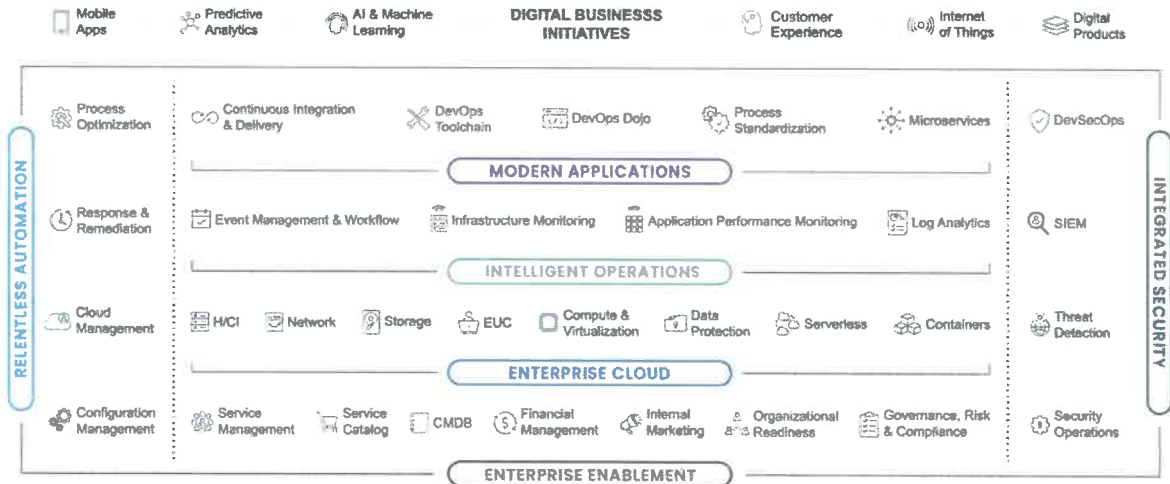 Mobile
Apps
Predictive
Analytics
AI & Machine
Learning
DIGITAL BUSINESSS
INITIATIVES
Customer
Experience
Internet
of Things
Digital
Products
RELENTLESS AUTOMATION
Process
Optimization
Continuous Integration
& Delivery
DevOps
Toolchain
DevOps Dojo
Process
Standardization
Microservices
DevSecOps
MODERN APPLICATIONS
Response &
Remediation
Event Management & Workflow
Infrastructure Monitoring
Application Performance Monitoring
Log Analytics
SIEM
INTELLIGENT OPERATIONS
Cloud
Management
H/CI
Network
Storage
EUC
Compute &
Virtualization
Data
Protection
Serverless
Containers
Threat
Detection
ENTERPRISE CLOUD
Configuration
Management
Service
Management
Service
Catalog
CMDB
Financial
Management
Internal
Marketing
Organizational
Readiness
Governance, Risk
& Compliance
Security
Operations
ENTERPRISE ENABLEMENT
INTEGRATED SECURITY